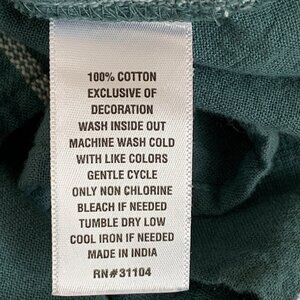 100% COTTON
EXCLUSIVE OF
DECORATION
WASH INSIDE OUT
MACHINE WASH COLD
WITH LIKE COLORS
GENTLE CYCLE
ONLY NON CHLORINE
BLEACH IF NEEDED
TUMBLE DRY LOW
COOL IRON IF NEEDED
MADE IN INDIA
RN#31104